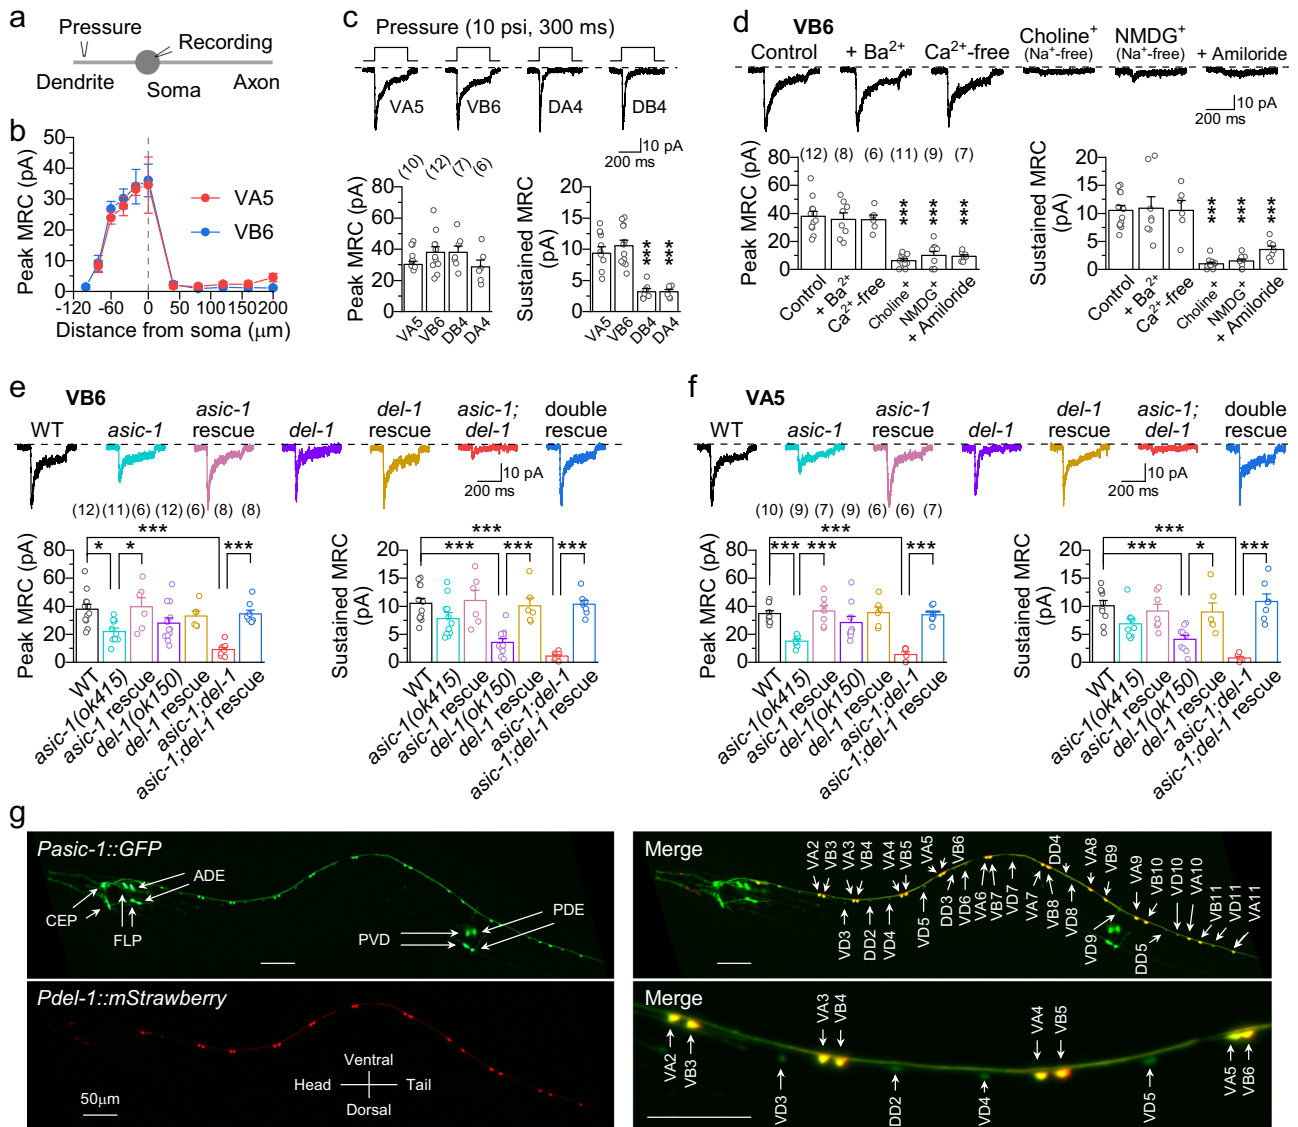 a
Pressure
Recording
Dendrite
Soma
Axon
b
Peak MRC (pA)
50
40
30
20
10
0
VA5
VB6
-120
-60
0
50
100
150
200
Distance from soma (μm)
c
Pressure (10 psi, 300 ms)
VA5
VB6
DA4
DB4
10 pA
200 ms
(10)
(12)
(7)
(6)
Peak MRC (pA)
80
60
40
20
0
VA5
VB6
DB4
DA4
Sustained MRC
(pA)
20
15
10
5
0
***
***
VA5
VB6
DB4
DA4
d
VB6
Control
+ Ba2+
Ca2+-free
Choline+
(Na+-free)
NMDG+
(Na+-free)
+ Amiloride
10 pA
200 ms
(12)
(8)
(6)
(11)
(9)
(7)
Peak MRC (pA)
80
60
40
20
0
***
***
***
Control
+ Ba2+
Ca2+-free
Choline+
NMDG+
+ Amiloride
Sustained MRC
(pA)
20
15
10
5
0
***
***
***
Control
+ Ba2+
Ca2+-free
Choline+
NMDG+
+ Amiloride
e
VB6
WT
asic-1
asic-1
rescue
del-1
del-1
rescue
asic-1;
del-1
double
rescue
10 pA
200 ms
(12)
(11)
(6)
(12)
(6)
(8)
(8)
Peak MRC (pA)
80
60
40
20
0
***
*
*
***
WT
asic-1(ok415)
asic-1 rescue
del-1(ok150)
del-1 rescue
asic-1;del-1
asic-1;del-1 rescue
Sustained MRC
(pA)
20
15
10
5
0
***
***
***
***
WT
asic-1(ok415)
asic-1 rescue
del-1(ok150)
del-1 rescue
asic-1;del-1
asic-1;del-1 rescue
f
VA5
WT
asic-1
asic-1
rescue
del-1
del-1
rescue
asic-1;
del-1
double
rescue
10 pA
200 ms
(10)
(9)
(7)
(9)
(6)
(6)
(7)
Peak MRC (pA)
80
60
40
20
0
***
***
***
***
WT
asic-1(ok415)
asic-1 rescue
del-1(ok150)
del-1 rescue
asic-1;del-1
asic-1;del-1 rescue
Sustained MRC
(pA)
20
15
10
5
0
***
***
*
***
WT
asic-1(ok415)
asic-1 rescue
del-1(ok150)
del-1 rescue
asic-1;del-1
asic-1;del-1 rescue
g
Pasic-1::GFP
ADE
CEP
FLP
PVD
PDE
Pdel-1::mStrawberry
Ventral
Head
Tail
Dorsal
50μm
Merge
VA2
VB3
VA3
VB4
VA4
VB5
VA5
VB6
DD4
VA8
VB9
VA9
VB10
VD10
VA10
VB11
VD11
VA11
VD3
DD2
VD4
VD5
DD3
VD6
VA6
VB7
VD7
VA7
VB8
VD8
VD9
DD5
Merge
VA2
VB3
VA3
VB4
VA4
VB5
VD3
DD2
VD4
VD5
VA5
VB6